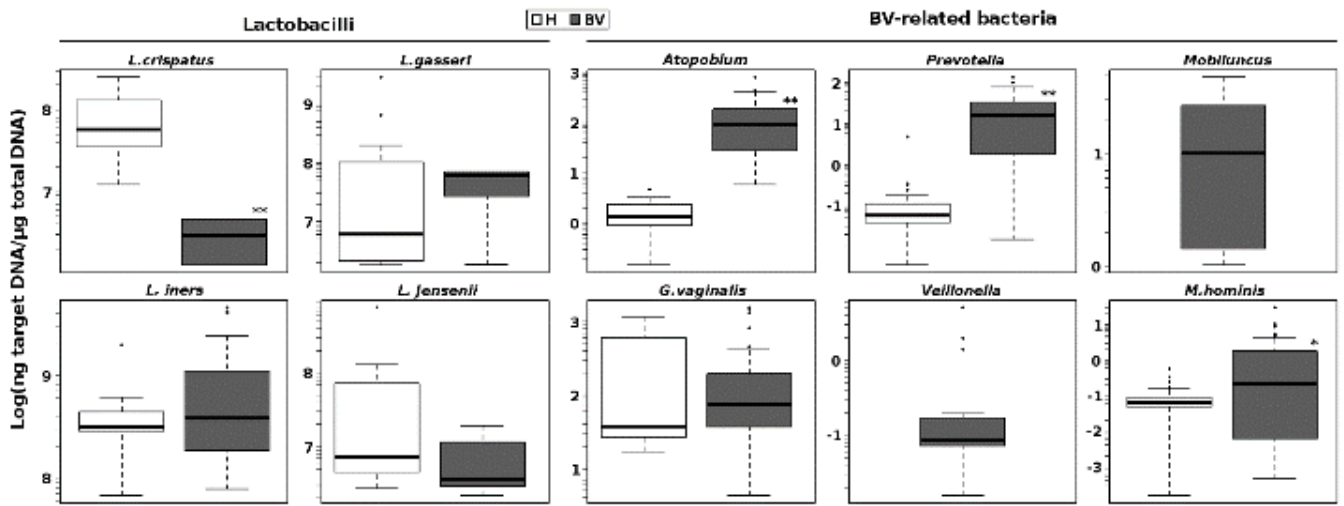 Lactobacilli
H BV
BV-related bacteria
L.crispatus
L.gasseri
Atopobium
Prevotella
Mobiluncus
Log(ng target DNA/µg total DNA)
8
7
**
9
8
7
3
2
1
0
**
2
1
0
-1
**
1
0
L. iners
L. Jensenii
G.vaginalis
Veillonella
M.hominis
9
8
8
7
3
2
1
0
-1
1
0
-1
-2
-3
*